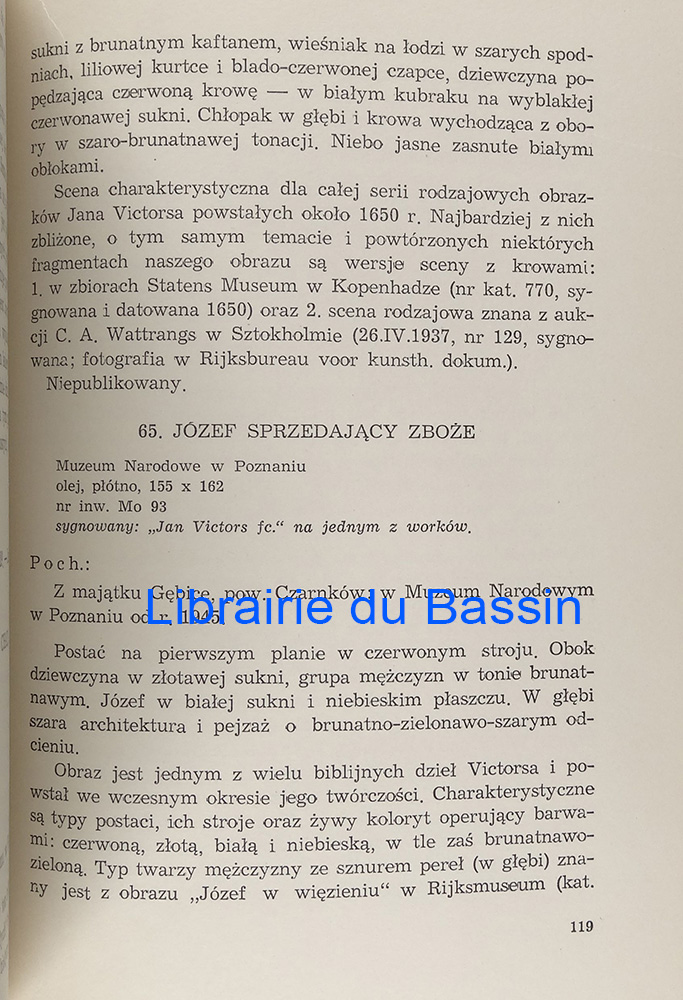 sukni z brunatnym kaftanem, wieśniak na łodzi w szarych spod-
niach, liliowej kurtce i blado-czerwonej czapce, dziewczyna po-
pędzająca czerwoną krowę — w białym kubraku na wyblakłej
czerwonawej sukni. Chłopak w głębi i krowa wychodząca z obo-
ry w szaro-brunatnawej tonacji. Niebo jasne zasnute białymi
obłokami.
Scena charakterystyczna dla całej serii rodzajowych obraz-
ków Jana Victorsa powstałych około 1650 r. Najbardziej z nich
zbliżone, o tym samym temacie i powtórzonych niektórych
fragmentach naszego obrazu są wersje sceny z krowami:
1. w zbiorach Statens Museum w Kopenhadze (nr kat. 770, sy-
gnowana i datowana 1650) oraz 2. scena rodzajowa znana z auk-
cji C. A. Wattrangs w Sztokholmie (26.IV.1937, nr 129, sygno-
wana; fotografia w Rijksbureau voor kunsth. dokum.).
Niepublikowany.
65. JÓZEF SPRZEDAJĄCY ZBOŻE
Muzeum Narodowe w Poznaniu
olej, płótno, 155 x 162
nr inw. Mo 93
sygnowany: „Jan Victors fc.“ na jednym z worków.
Poch.:
Z majątku Gębice, pow. Czarnków; w Muzeum Narodowym
w Poznaniu od r. 1945.
Librairie du Bassin
Postać na pierwszym planie w czerwonym stroju. Obok
dziewczyna w złotawej sukni, grupa mężczyzn w tonie brunat-
nawym. Józef w białej sukni i niebieskim płaszczu. W głębi
szara architektura i pejzaż o brunatno-zielonawo-szarym od-
cieniu.
Obraz jest jednym z wielu biblijnych dzieł Victorsa i po-
wstał we wczesnym okresie jego twórczości. Charakterystyczne
są typy postaci, ich stroje oraz żywy koloryt operujący barwa-
mi: czerwoną, złotą, białą i niebieską, w tle zaś brunatnawo-
zieloną. Typ twarzy mężczyzny ze sznurem pereł (w głębi) zna-
ny jest z obrazu „Józef w więzieniu“ w Rijksmuseum (kat.
119